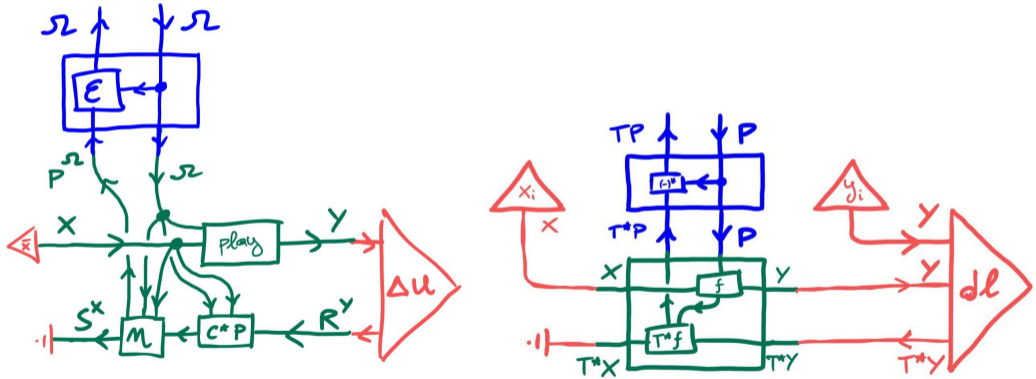 Ω Ω
ε
P^Ω Ω
x̄ X play Y Δu
S^X n C*P R^Y
TP P
(-)*
T*P P
x_i y_i
X Y
X f Y Y dl
T*f
T*X T*Y T*Y